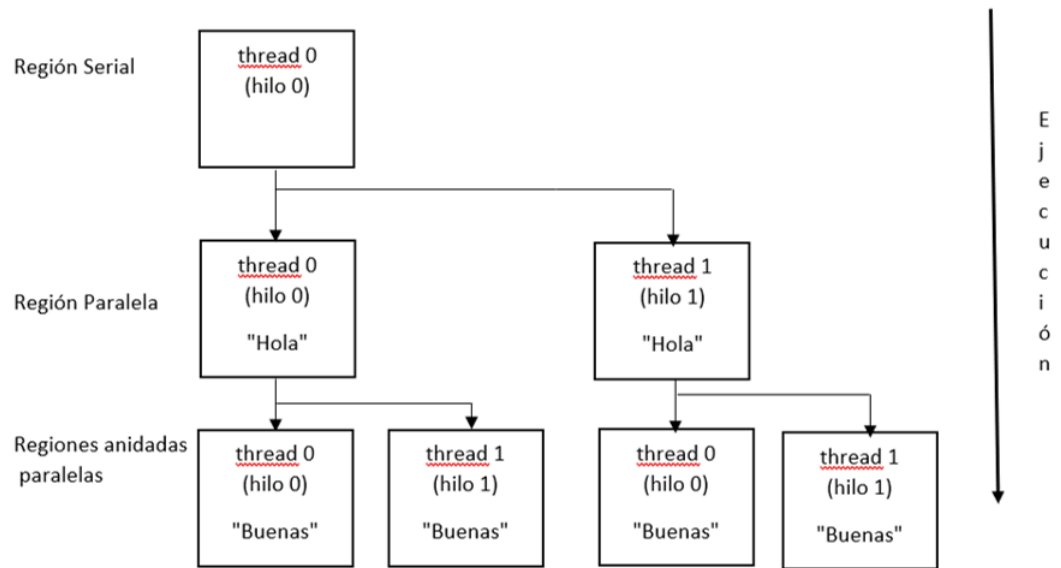 Región Serial
thread 0
(hilo 0)
Región Paralela
thread 0
(hilo 0)
"Hola"
thread 1
(hilo 1)
"Hola"
Regiones anidadas
paralelas
thread 0
(hilo 0)
"Buenas"
thread 1
(hilo 1)
"Buenas"
thread 0
(hilo 0)
"Buenas"
thread 1
(hilo 1)
"Buenas"
E
j
e
c
u
c
i
ó
n